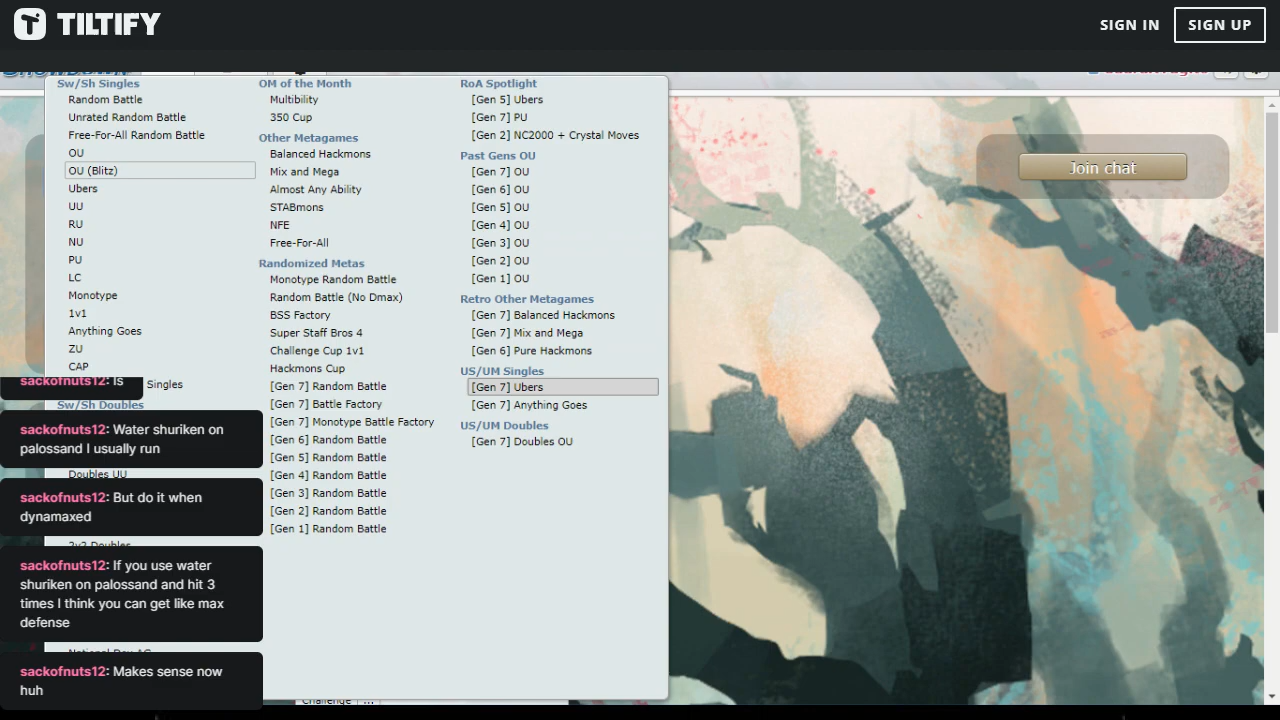 TILTIFY
SIGN IN
SIGN UP
Sw/Sh Singles
Random Battle
Unrated Random Battle
Free-For-All Random Battle
OU
OU (Blitz)
Ubers
UU
RU
NU
PU
LC
Monotype
1v1
Anything Goes
ZU
CAP
Singles
Sw/Sh Doubles
Doubles UU
2v2 Doubles
OM of the Month
Multibility
350 Cup
Other Metagames
Balanced Hackmons
Mix and Mega
Almost Any Ability
STABmons
NFE
Free-For-All
Randomized Metas
Monotype Random Battle
Random Battle (No Dmax)
BSS Factory
Super Staff Bros 4
Challenge Cup 1v1
Hackmons Cup
[Gen 7] Random Battle
[Gen 7] Battle Factory
[Gen 7] Monotype Battle Factory
[Gen 6] Random Battle
[Gen 5] Random Battle
[Gen 4] Random Battle
[Gen 3] Random Battle
[Gen 2] Random Battle
[Gen 1] Random Battle
RoA Spotlight
[Gen 5] Ubers
[Gen 7] PU
[Gen 2] NC2000 + Crystal Moves
Past Gens OU
[Gen 7] OU
[Gen 6] OU
[Gen 5] OU
[Gen 4] OU
[Gen 3] OU
[Gen 2] OU
[Gen 1] OU
Retro Other Metagames
[Gen 7] Balanced Hackmons
[Gen 7] Mix and Mega
[Gen 6] Pure Hackmons
US/UM Singles
[Gen 7] Ubers
[Gen 7] Anything Goes
US/UM Doubles
[Gen 7] Doubles OU
Join chat
sackofnuts12: Is
sackofnuts12: Water shuriken on
palossand I usually run
sackofnuts12: But do it when
dynamaxed
sackofnuts12: If you use water
shuriken on palossand and hit 3
times I think you can get like max
defense
sackofnuts12: Makes sense now
huh
Challenge